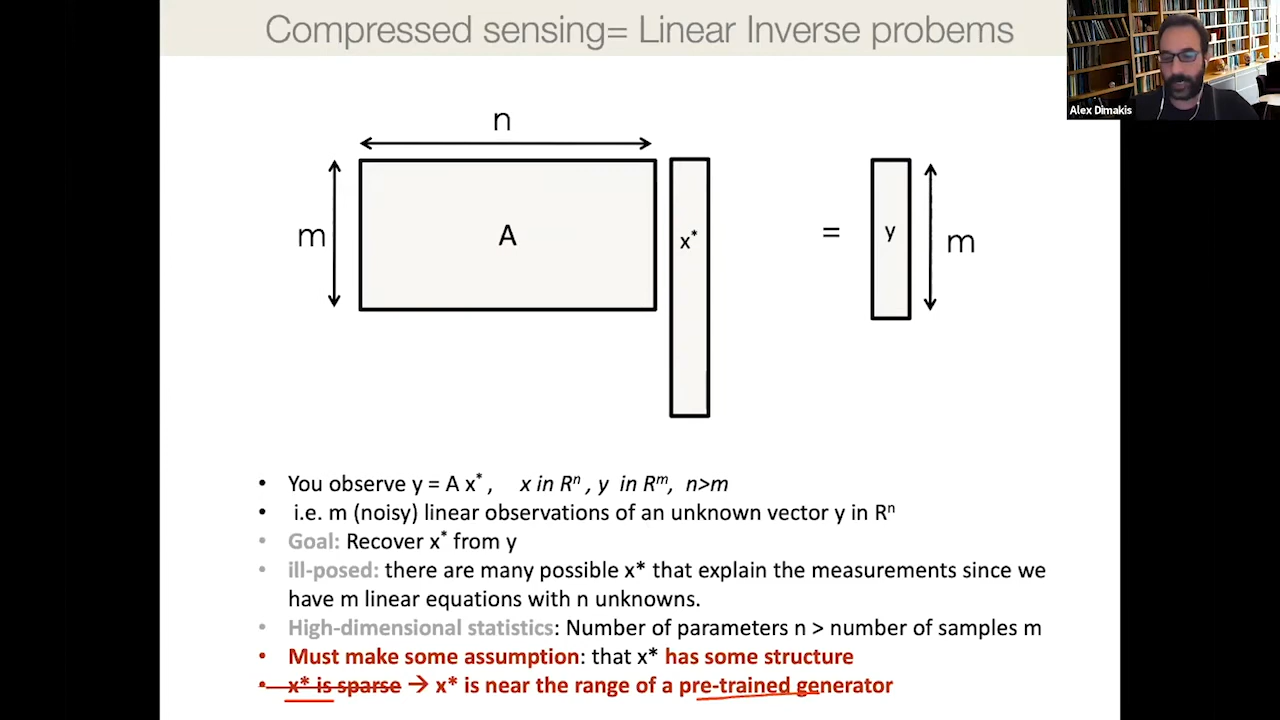 Compressed sensing= Linear Inverse probems
Alex Dimakis
n
m
A
x*
=
y
m
• You observe y = A x* , x in Rⁿ , y in Rᵐ, n>m
• i.e. m (noisy) linear observations of an unknown vector y in Rⁿ
• Goal: Recover x* from y
• ill-posed: there are many possible x* that explain the measurements since we
have m linear equations with n unknowns.
• High-dimensional statistics: Number of parameters n > number of samples m
• Must make some assumption: that x* has some structure
• x* is sparse → x* is near the range of a pre-trained generator